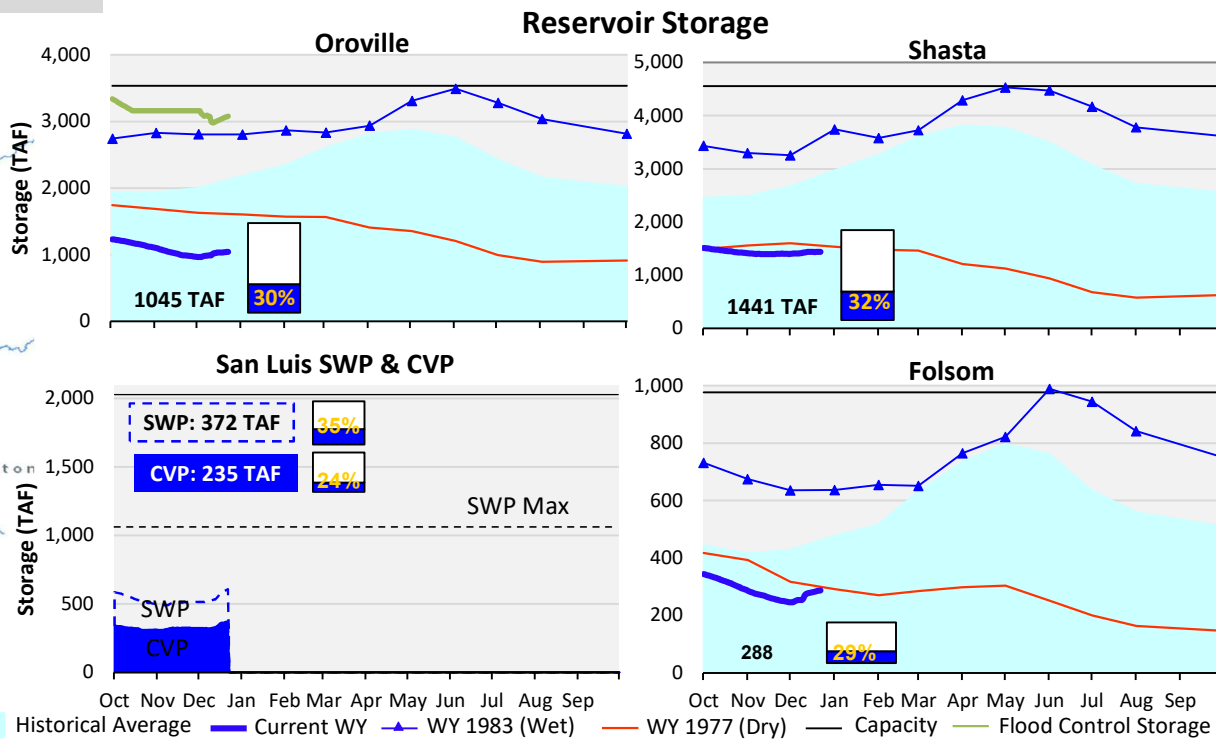 Reservoir Storage
Oroville
4,000
3,000
2,000
1,000
0
Storage (TAF)
1045 TAF
30%
Shasta
5,000
4,000
3,000
2,000
1,000
0
1441 TAF
32%
San Luis SWP & CVP
2,000
1,500
1,000
500
0
Storage (TAF)
SWP: 372 TAF
35%
CVP: 235 TAF
24%
SWP Max
SWP
CVP
Oct Nov Dec Jan Feb Mar Apr May Jun Jul Aug Sep
Folsom
1,000
800
600
400
200
0
288
29%
Oct Nov Dec Jan Feb Mar Apr May Jun Jul Aug Sep
ton
Historical Average Current WY WY 1983 (Wet) WY 1977 (Dry) Capacity Flood Control Storage